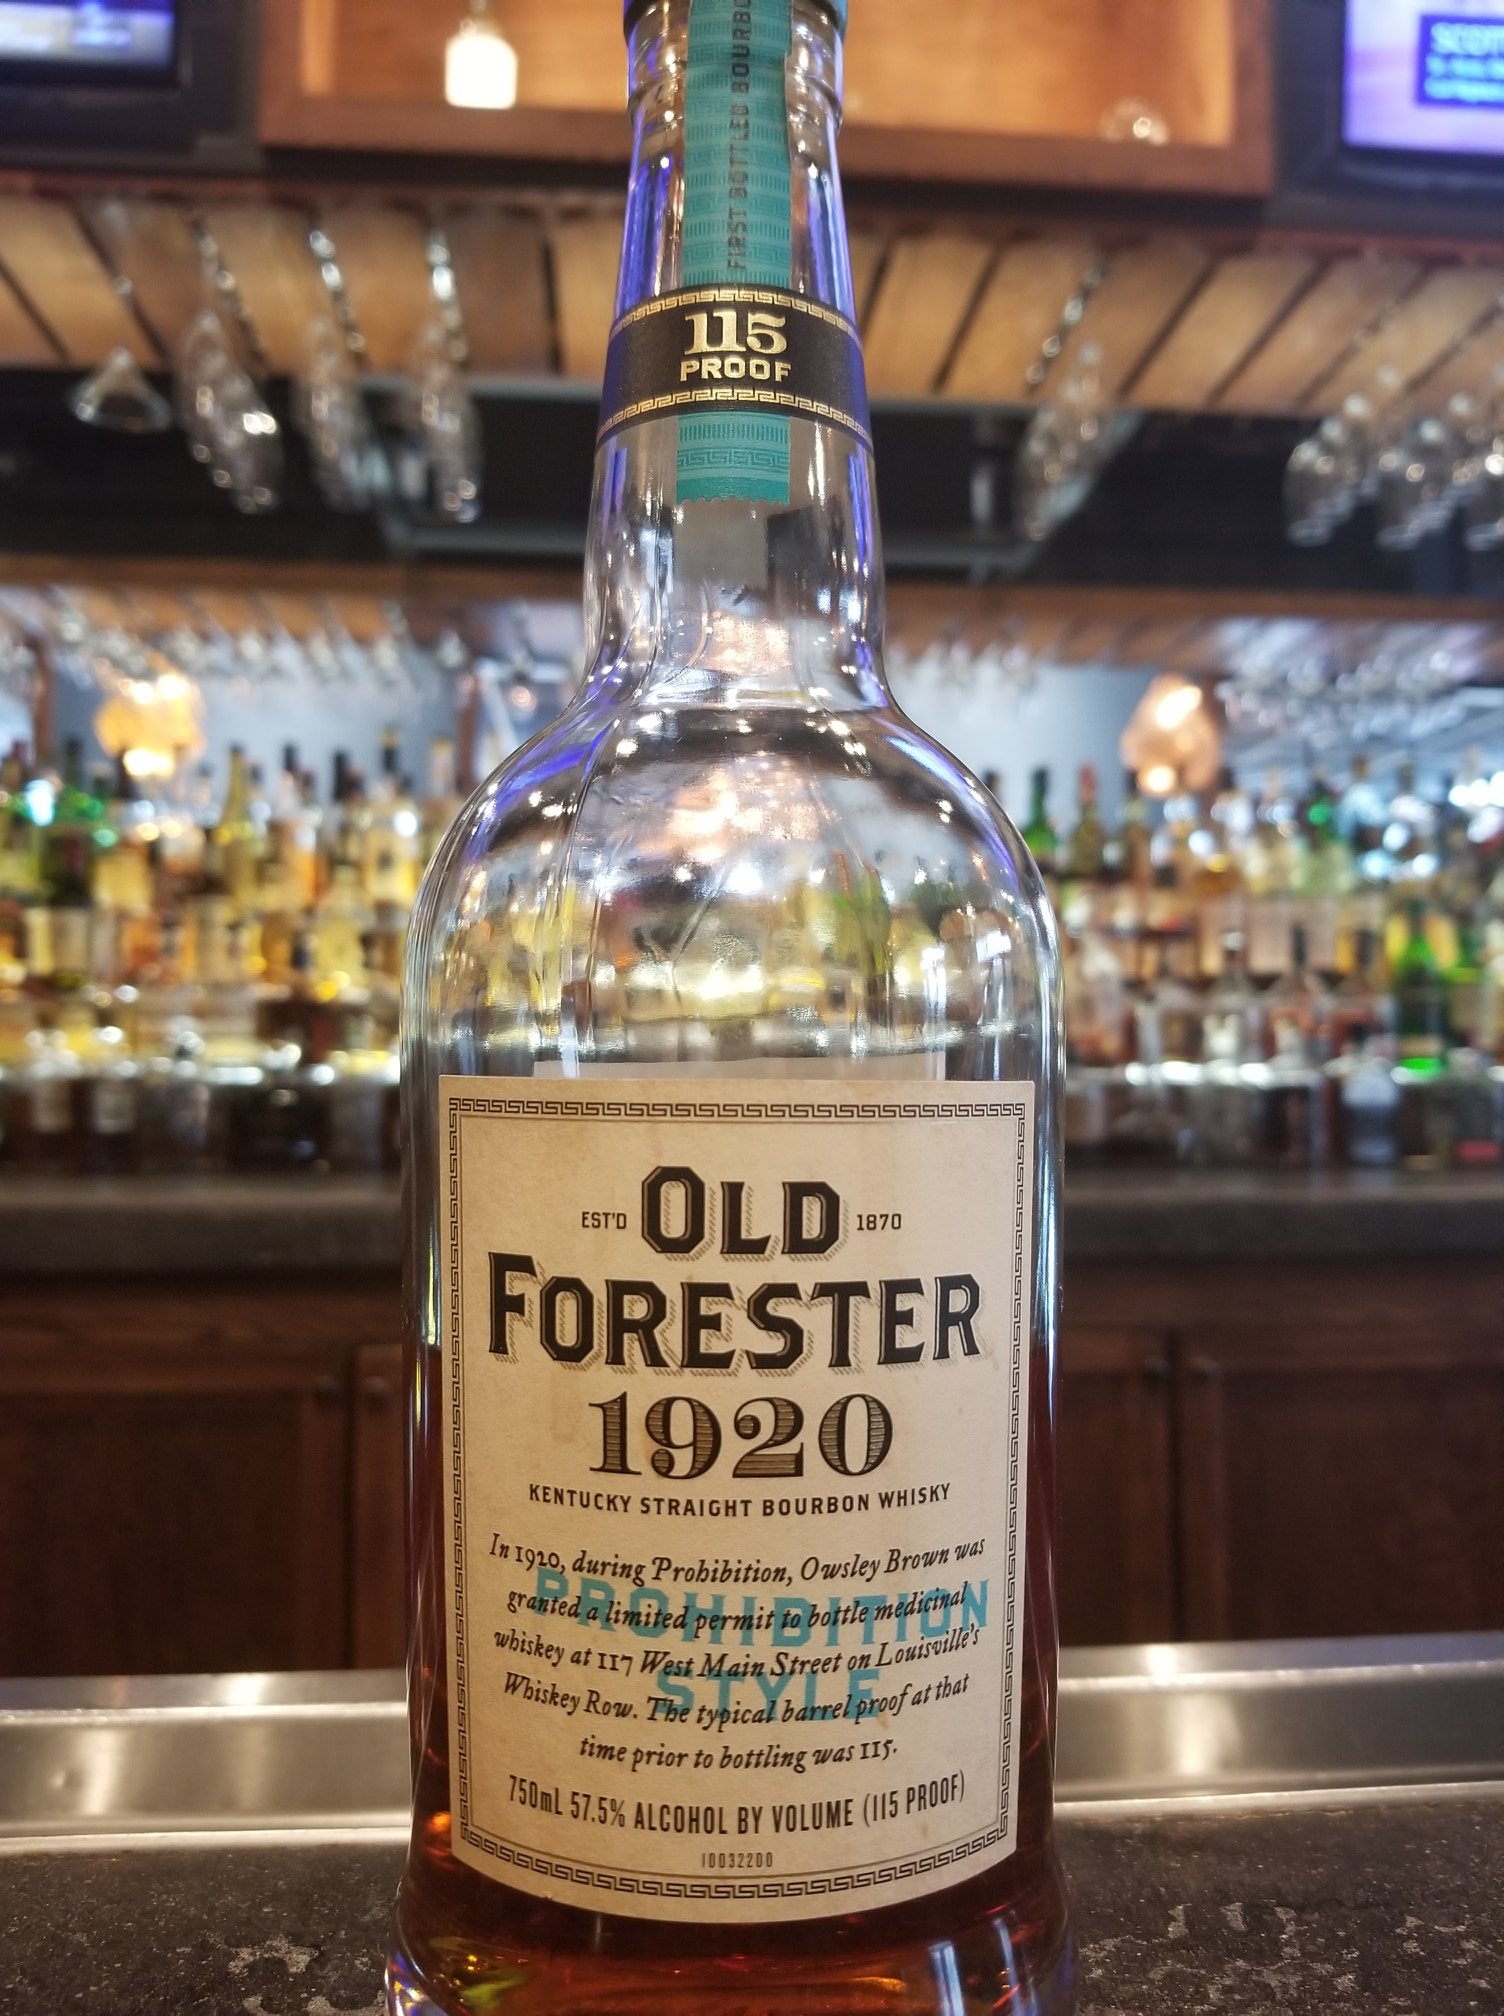 FIRST BOTTLED
115
PROOF
EST'D OLD 1870
FORESTER
1920
KENTUCKY STRAIGHT BOURBON WHISKY
In 1920, during Prohibition, Owsley Brown was
granted a limited permit to bottle medicinal
whiskey at 117 West Main Street on Louisville's
Whiskey Row. The typical barrel proof at that
time prior to bottling was 115.
PROHIBITION
STYLE
750mL 57.5% ALCOHOL BY VOLUME (115 PROOF)
10032200